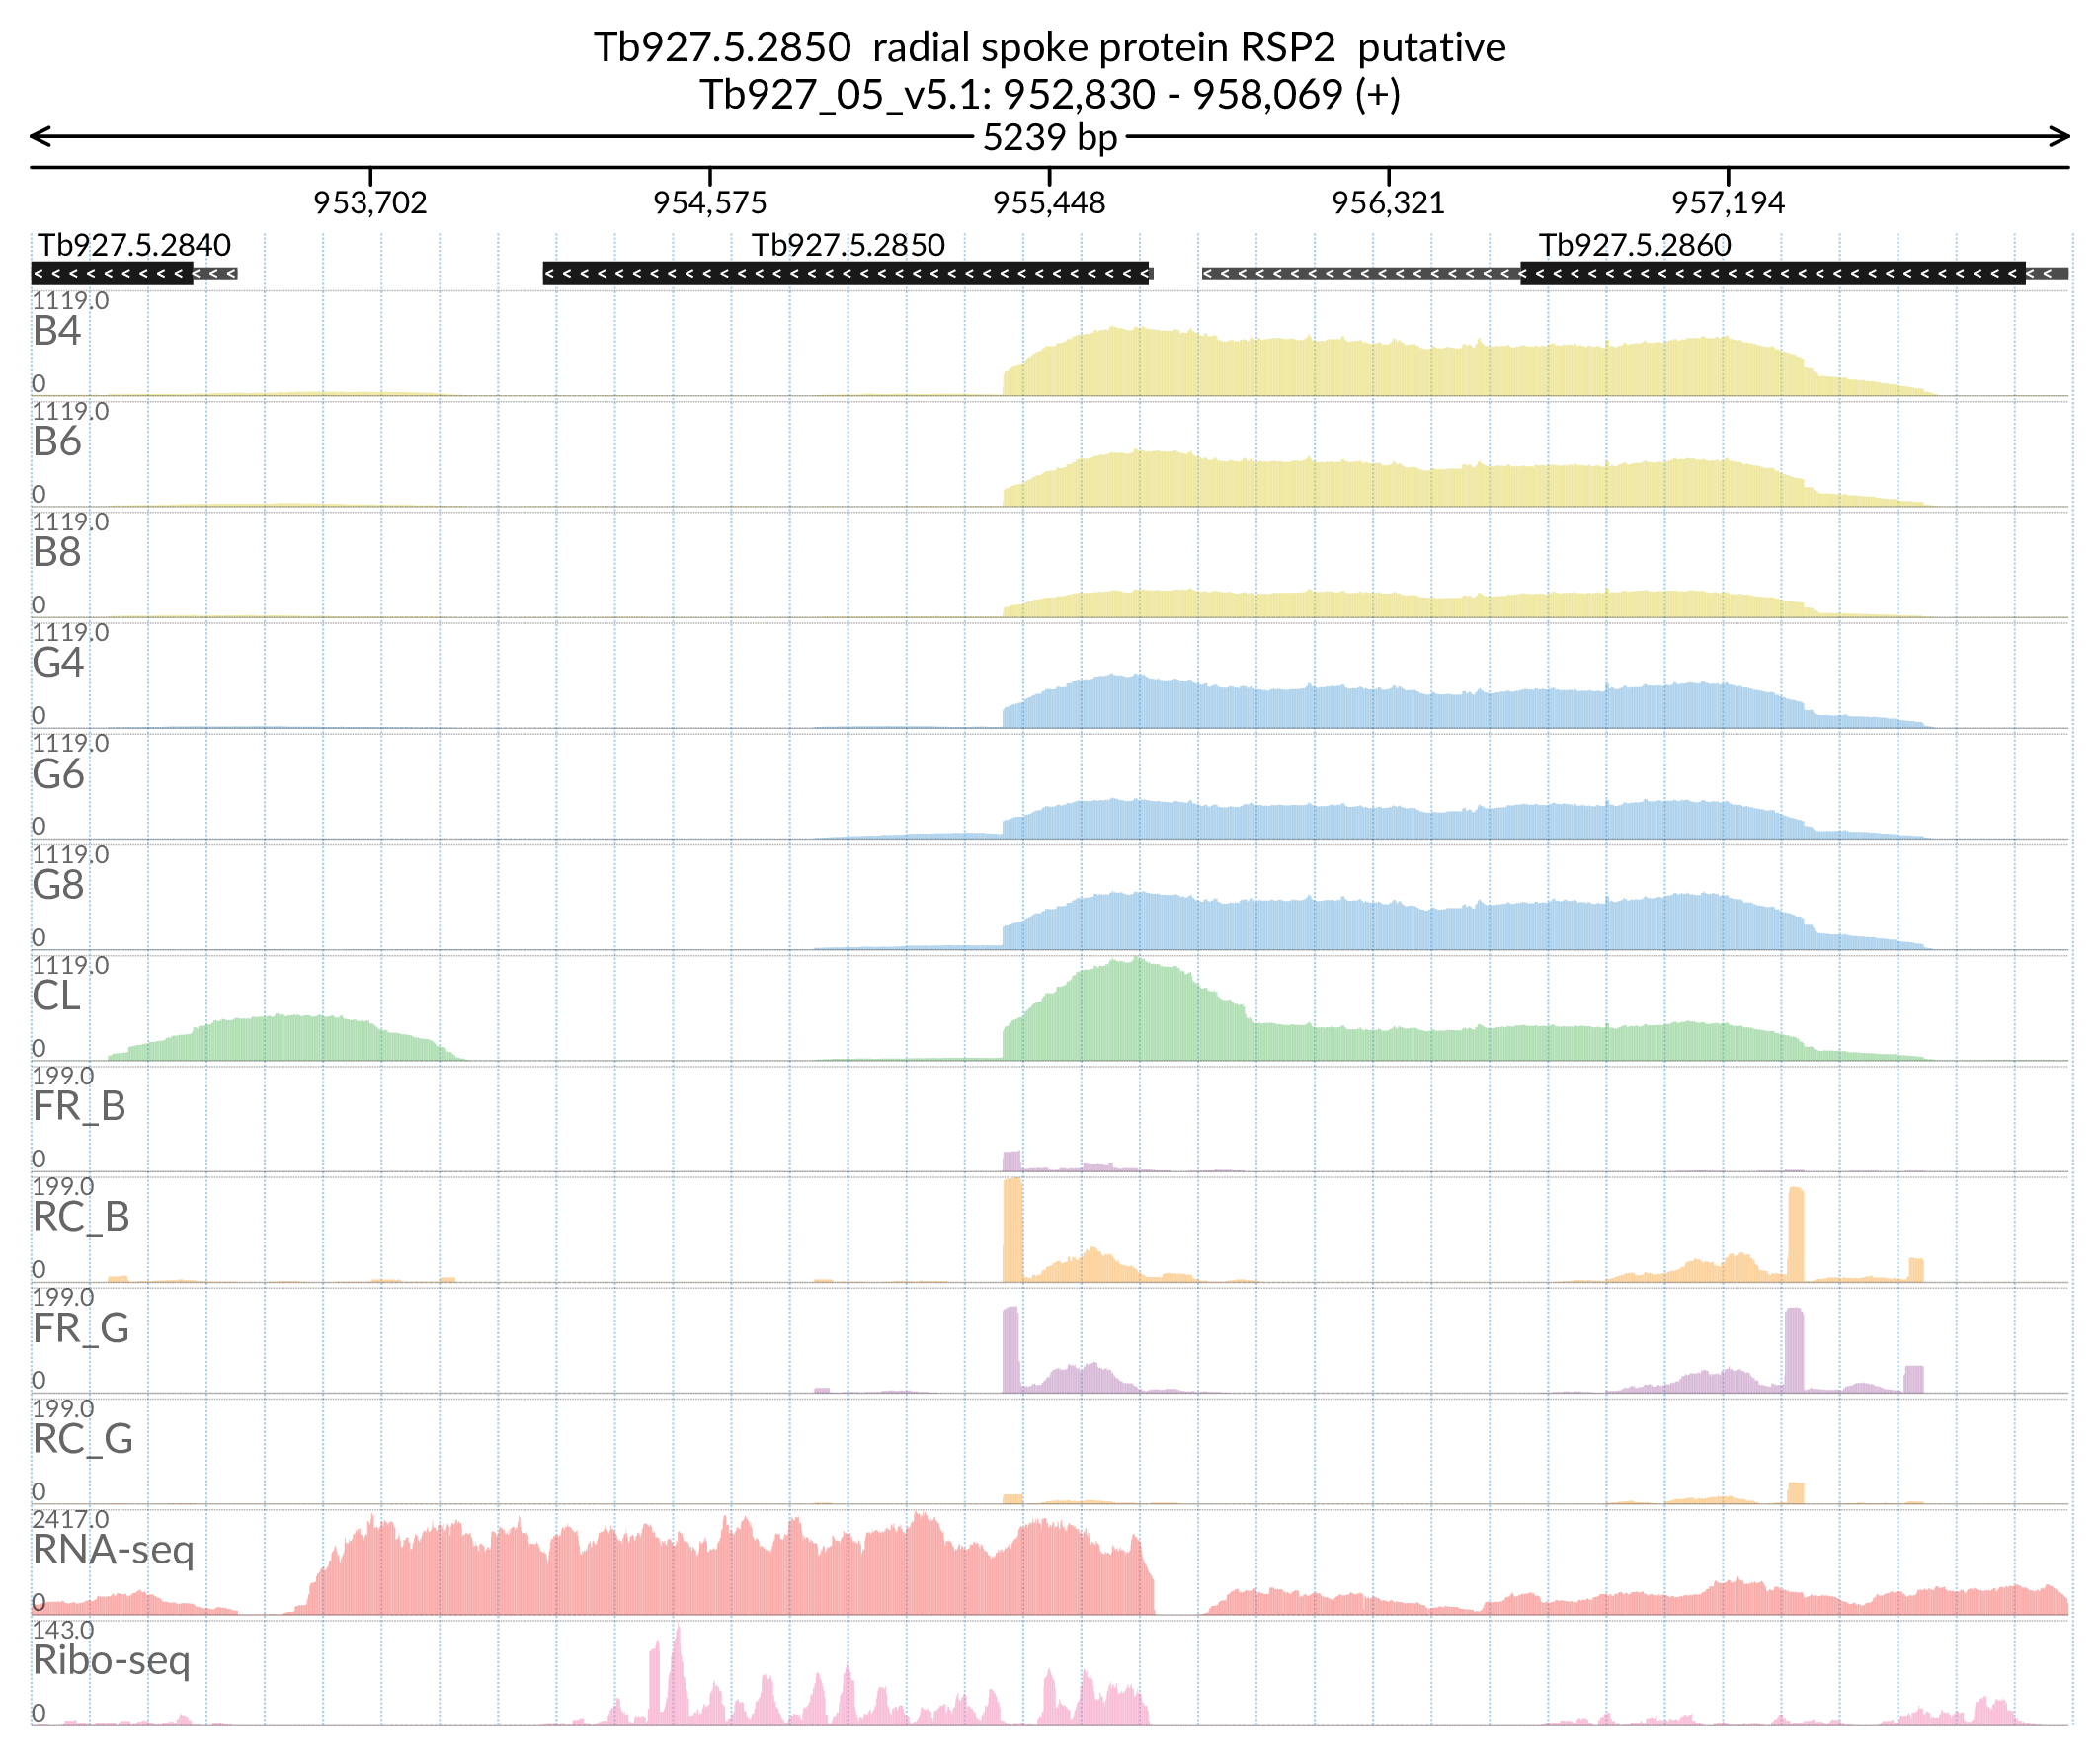 Tb927.5.2850  radial spoke protein RSP2  putative
Tb927_05_v5.1: 952,830 - 958,069 (+)
5239 bp
953,702 954,575 955,448 956,321 957,194
Tb927.5.2840 Tb927.5.2850 Tb927.5.2860
1119.0
B4
0
1119.0
B6
0
1119.0
B8
0
1119.0
G4
0
1119.0
G6
0
1119.0
G8
0
1119.0
CL
0
199.0
FR_B
0
199.0
RC_B
0
199.0
FR_G
0
199.0
RC_G
0
2417.0
RNA-seq
0
143.0
Ribo-seq
0